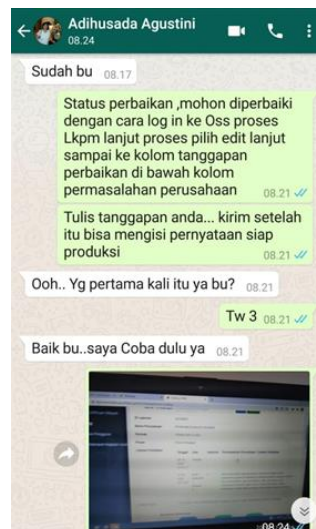 Adihusada Agustini
08.24
Sudah bu 08.17
Status perbaikan ,mohon diperbaiki
dengan cara log in ke Oss proses
Lkpm lanjut proses pilih edit lanjut
sampai ke kolom tanggapan
perbaikan di bawah kolom
permasalahan perusahaan 08.21
Tulis tanggapan anda... kirim setelah
itu bisa mengisi pernyataan siap
produksi 08.21
Ooh.. Yg pertama kali itu ya bu? 08.21
Tw 3 08.21
Baik bu..saya Coba dulu ya 08.21
08.24